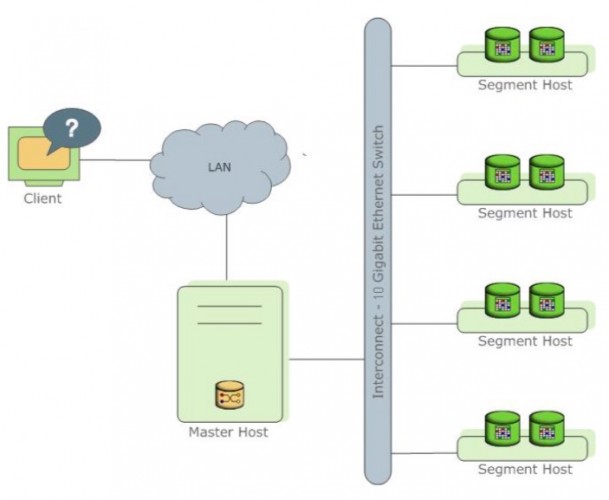 ?
Client
LAN
Master Host
Interconnect - 10 Gigabit Ethernet Switch
Segment Host
Segment Host
Segment Host
Segment Host